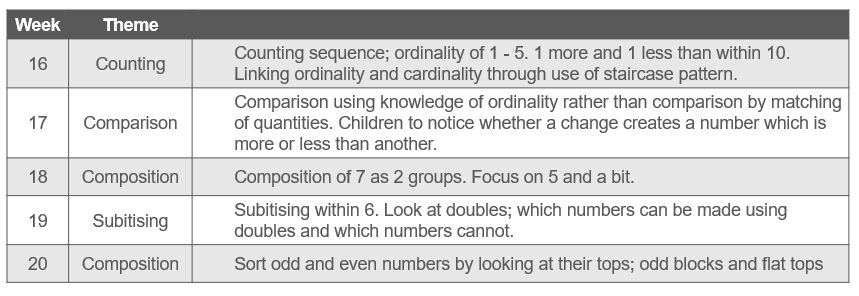 Week Theme
16 Counting Counting sequence; ordinality of 1 - 5. 1 more and 1 less than within 10.
Linking ordinality and cardinality through use of staircase pattern.
17 Comparison Comparison using knowledge of ordinality rather than comparison by matching
of quantities. Children to notice whether a change creates a number which is
more or less than another.
18 Composition Composition of 7 as 2 groups. Focus on 5 and a bit.
19 Subitising Subitising within 6. Look at doubles; which numbers can be made using
doubles and which numbers cannot.
20 Composition Sort odd and even numbers by looking at their tops; odd blocks and flat tops